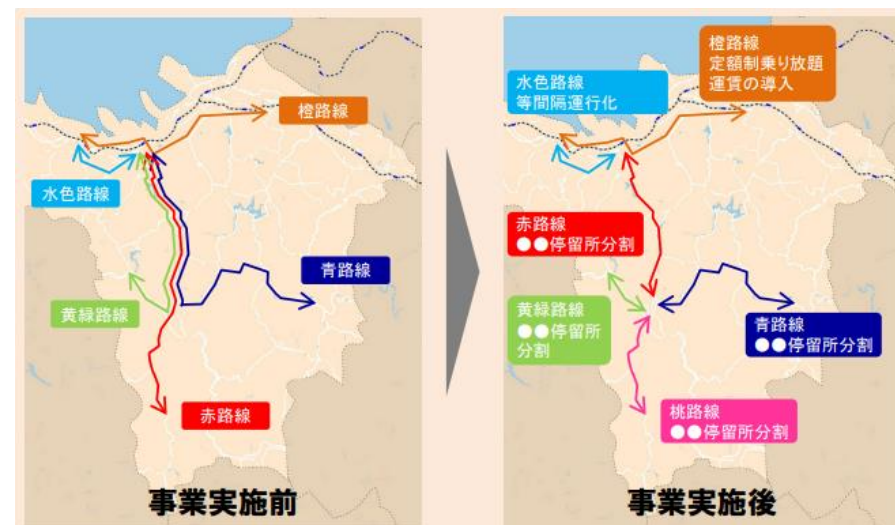 橙路線
水色路線
青路線
黄緑路線
赤路線
事業実施前
橙路線
定額制乗り放題
運賃の導入
水色路線
等間隔運行化
赤路線
●●停留所分割
黄緑路線
●●停留所
分割
青路線
●●停留所分割
桃路線
●●停留所分割
事業実施後